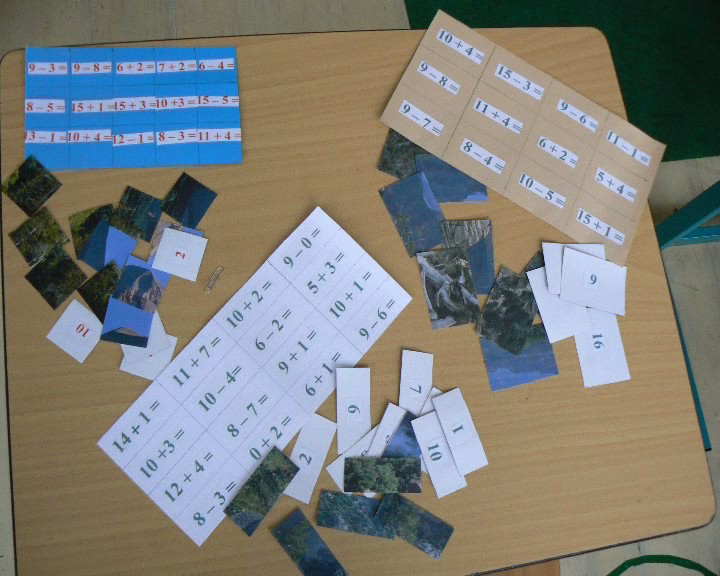 9 – 3 = 9 – 8 = 6 + 2 = 7 + 2 = 6 – 4 =
8 – 5 = 15 + 1 = 15 + 3 = 10 + 3 = 15 – 5 =
13 – 1 = 10 + 4 = 12 – 1 = 8 – 3 = 11 + 4 =
10 + 4 = 15 – 3 = 9 – 6 = 11 – 1 =
9 – 8 = 11 + 4 = 6 + 2 = 5 + 4 =
9 – 7 = 8 – 4 = 10 – 5 = 15 + 1 =
14 + 1 = 11 + 7 = 10 + 2 = 9 – 0 =
10 + 3 = 10 – 4 = 6 – 2 = 5 + 3 =
12 + 4 = 8 – 7 = 9 + 1 = 10 + 1 =
8 – 3 = 0 + 2 = 6 + 1 = 9 – 6 =
2
10
9
16
6
7
2
10
1